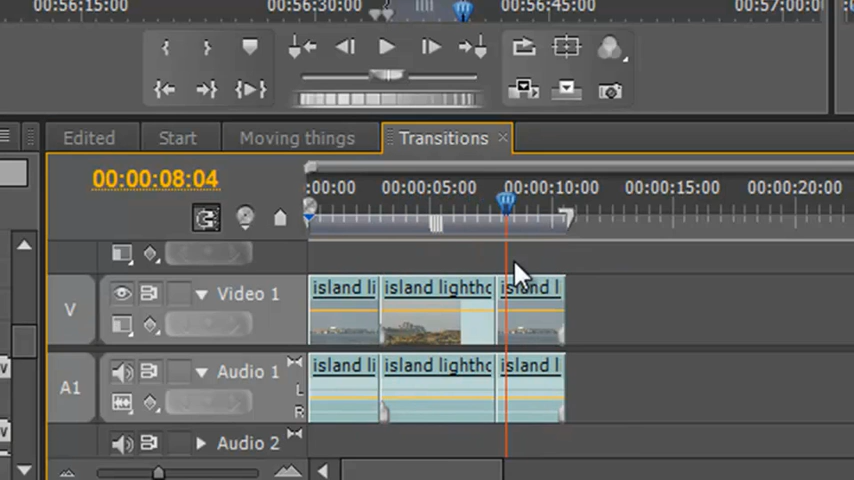 00:56:15:00 00:56:30:00 00:56:45:00 00:57:00:0
Edited Start Moving things Transitions
00:00:08:04
:00:00 00:00:05:00 00:00:10:00 00:00:15:00 00:00:20:00
V Video 1 island li island lighthc island l
A1 Audio 1 L R island li island lighthc island l
Audio 2